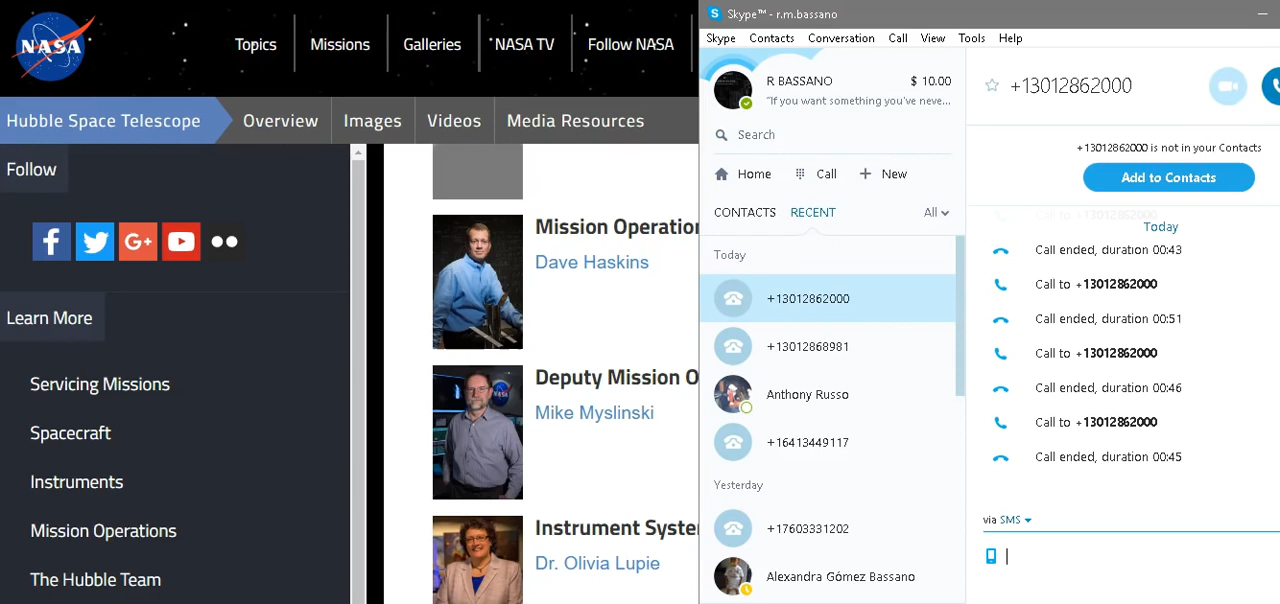 NASA
Topics
Missions
Galleries
NASA TV
Follow NASA
Hubble Space Telescope
Overview
Images
Videos
Media Resources
Follow
Learn More
Servicing Missions
Spacecraft
Instruments
Mission Operations
The Hubble Team
Mission Operation
Dave Haskins
Deputy Mission O
Mike Myslinski
Instrument Syste
Dr. Olivia Lupie
Skype™ - r.m.bassano
Skype Contacts Conversation Call View Tools Help
R BASSANO $ 10.00
"If you want something you've neve...
Search
Home Call New
CONTACTS RECENT All
Today
+13012862000
+13012868981
Anthony Russo
+16413449117
Yesterday
+17603331202
Alexandra Gómez Bassano
+13012862000
+13012862000 is not in your Contacts
Add to Contacts
Call to +13012862000
Today
Call ended, duration 00:43
Call to +13012862000
Call ended, duration 00:51
Call to +13012862000
Call ended, duration 00:46
Call to +13012862000
Call ended, duration 00:45
via SMS